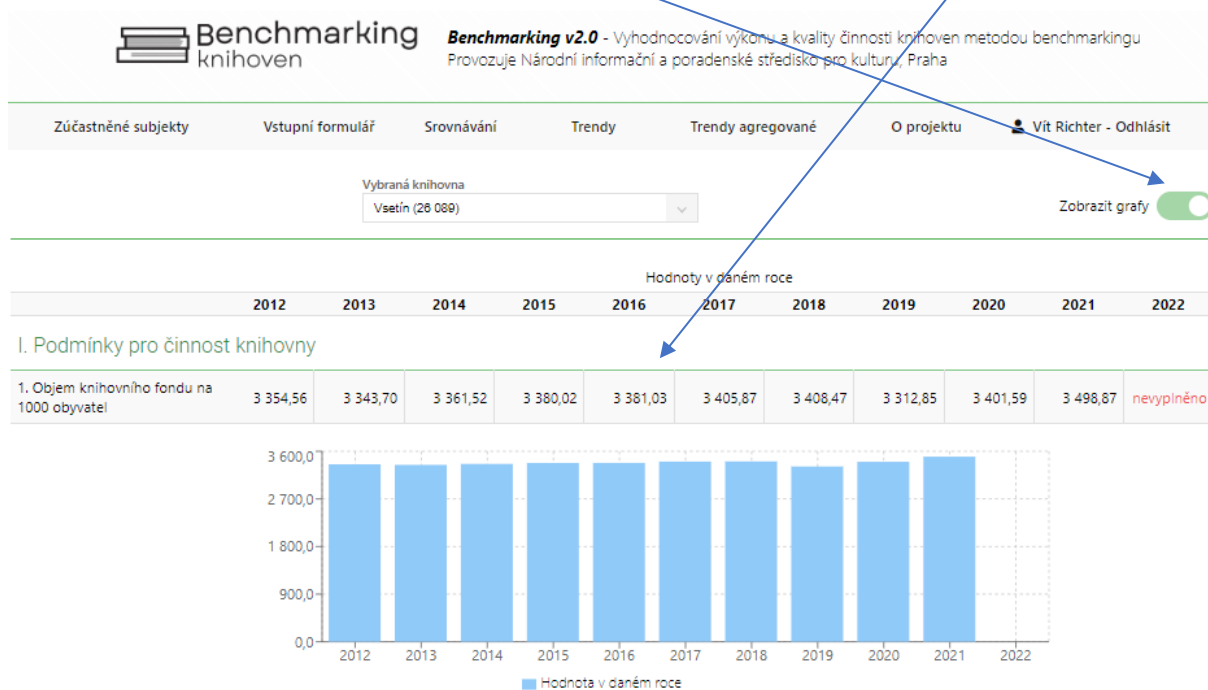 Benchmarking
knihoven
Benchmarking v2.0 - Vyhodnocování výkonu a kvality činnosti knihoven metodou benchmarkingu
Provozuje Národní informační a poradenské středisko pro kulturu, Praha
Zúčastněné subjekty Vstupní formulář Srovnávání Trendy Trendy agregované O projektu Vít Richter - Odhlásit
Vybraná knihovna
Vsetín (26 089)
Zobrazit grafy
Hodnoty v daném roce
2012 2013 2014 2015 2016 2017 2018 2019 2020 2021 2022
I. Podmínky pro činnost knihovny
1. Objem knihovního fondu na
1000 obyvatel
3 354,56 3 343,70 3 361,52 3 380,02 3 381,03 3 405,87 3 408,47 3 312,85 3 401,59 3 498,87 nevyplněno
3 600,0
2 700,0
1 800,0
900,0
0,0
2012 2013 2014 2015 2016 2017 2018 2019 2020 2021 2022
Hodnota v daném roce